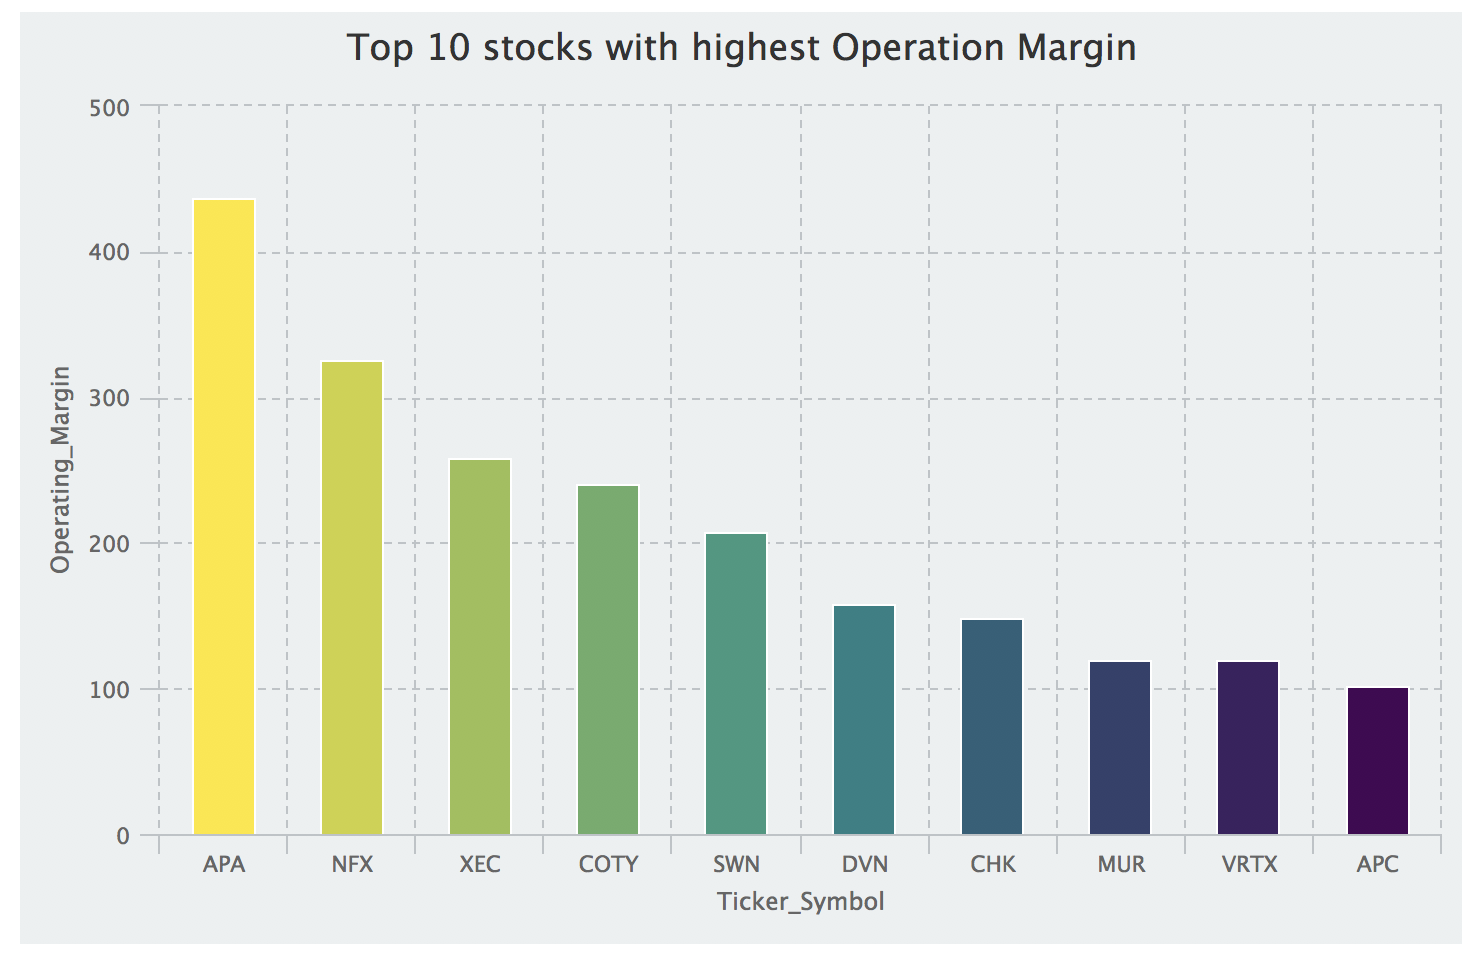 Top 10 stocks with highest Operation Margin
500
400
300
200
100
0
Operating_Margin
APA NFX XEC COTY SWN DVN CHK MUR VRTX APC
Ticker_Symbol